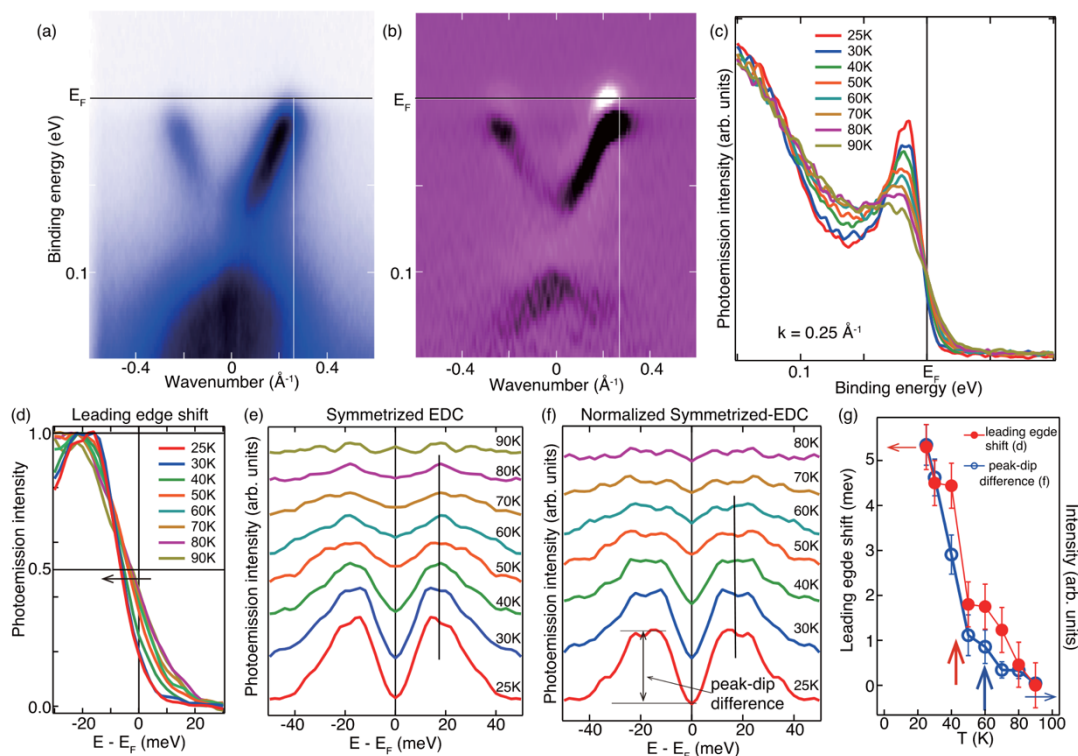 (a)
E_F
Binding energy (eV)
0.1
-0.4
0
0.4
Wavenumber (Å⁻¹)
(b)
E_F
0.1
-0.4
0
0.4
Wavenumber (Å⁻¹)
(c)
Photoemission intensity (arb. units)
25K
30K
40K
50K
60K
70K
80K
90K
k = 0.25 Å⁻¹
0.1
E_F
Binding energy (eV)
(d)
Leading edge shift
Photoemission intensity
1.0
0.5
0.0
25K
30K
40K
50K
60K
70K
80K
90K
-20
0
20
E - E_F (meV)
(e)
Symmetrized EDC
Photoemission intensity (arb. units)
90K
80K
70K
60K
50K
40K
30K
25K
-40
-20
0
20
40
E - E_F (meV)
(f)
Normalized Symmetrized-EDC
Photoemission intensity (arb. units)
80K
70K
60K
50K
40K
30K
25K
peak-dip
difference
-40
-20
0
20
40
E - E_F (meV)
(g)
Leading egde shift (mev)
5
4
3
2
1
0
leading egde
shift (d)
peak-dip
difference (f)
Intensity (arb. units)
0
20
40
60
80
100
T (K)